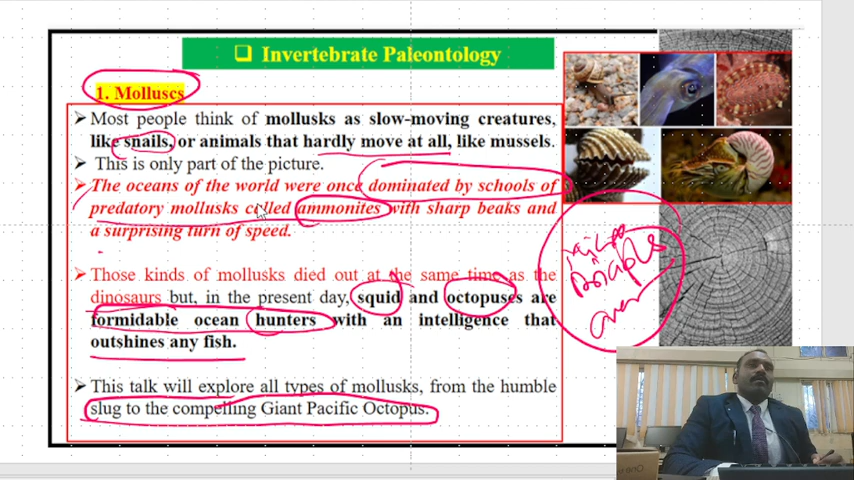 Invertebrate Paleontology
1. Molluscs
Most people think of mollusks as slow-moving creatures,
like snails, or animals that hardly move at all, like mussels.
This is only part of the picture.
The oceans of the world were once dominated by schools of
predatory mollusks called ammonites with sharp beaks and
a surprising turn of speed.
Those kinds of mollusks died out at the same time as the
dinosaurs but, in the present day, squid and octopuses are
formidable ocean hunters with an intelligence that
outshines any fish.
This talk will explore all types of mollusks, from the humble
slug to the compelling Giant Pacific Octopus.